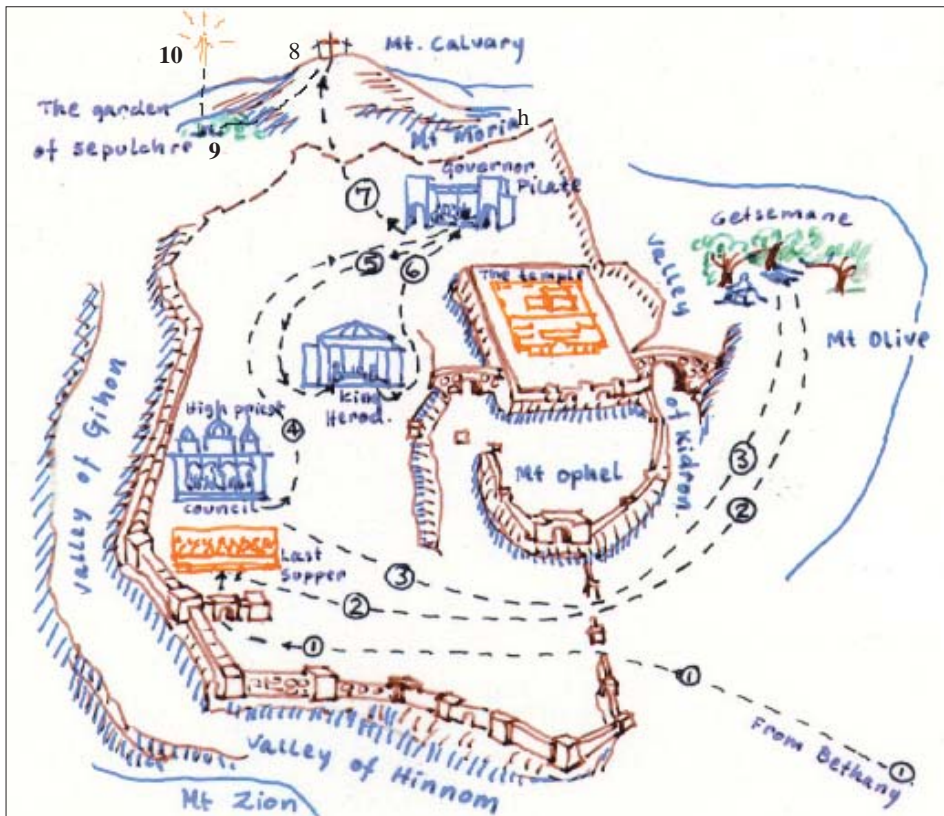 10
8
Mt. Calvary
The garden
of sepulchre
9
Mt Moriah
Governor
Pilate
7
Getsemane
5
6
The temple
Valley
of Kidron
Mt Olive
King
Herod.
High priest
4
council
Mt Ophel
3
2
Last
Supper
3
2
1
1
From Bethany
1
Valley of Gihon
Valley of Hinnom
Mt Zion